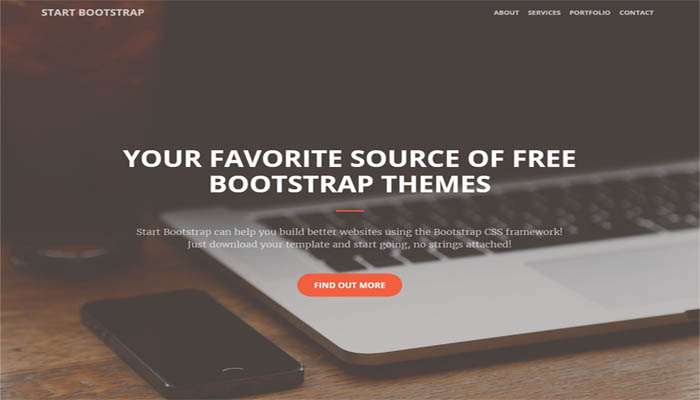 START BOOTSTRAP
ABOUT SERVICES PORTFOLIO CONTACT
YOUR FAVORITE SOURCE OF FREE
BOOTSTRAP THEMES
Start Bootstrap can help you build better websites using the Bootstrap CSS framework!
Just download your template and start going, no strings attached!
FIND OUT MORE